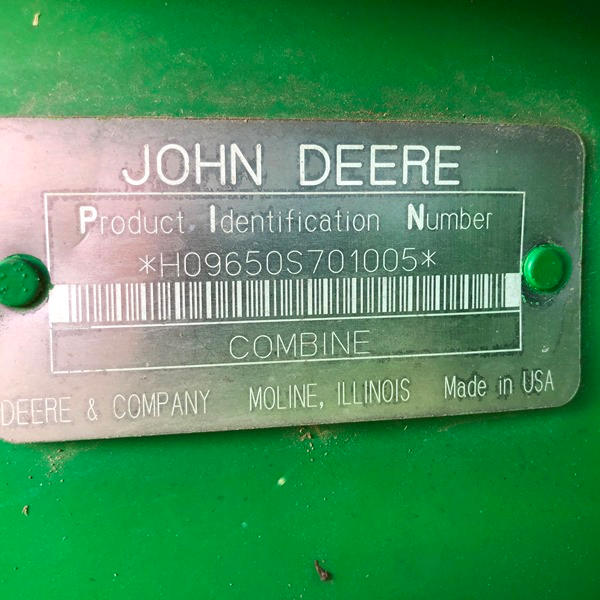 JOHN DEERE
Product Identification Number
*H09650S701005*
COMBINE
DEERE & COMPANY MOLINE, ILLINOIS Made in USA